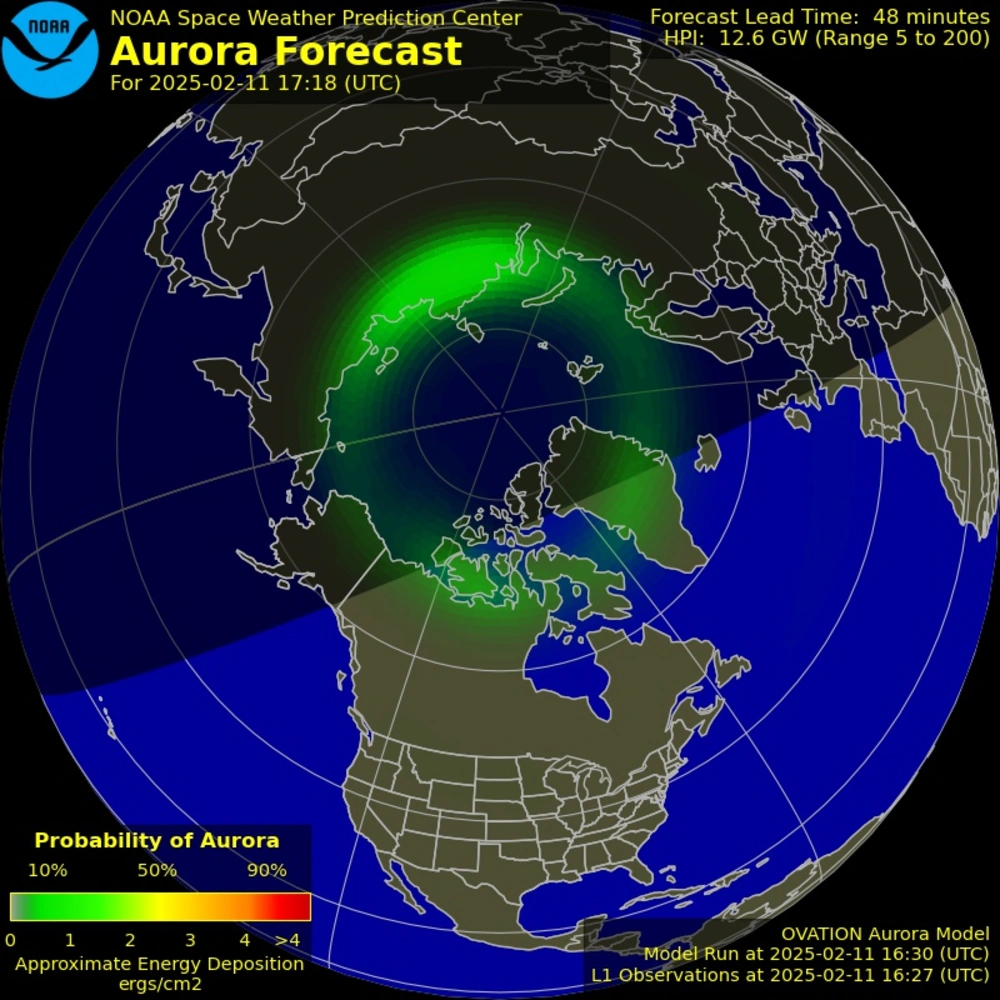 NOAA
NOAA Space Weather Prediction Center
Aurora Forecast
For 2025-02-11 17:18 (UTC)
Forecast Lead Time: 48 minutes
HPI: 12.6 GW (Range 5 to 200)
Probability of Aurora
10% 50% 90%
0 1 2 3 4 >4
Approximate Energy Deposition
ergs/cm2
OVATION Aurora Model
Model Run at 2025-02-11 16:30 (UTC)
L1 Observations at 2025-02-11 16:27 (UTC)